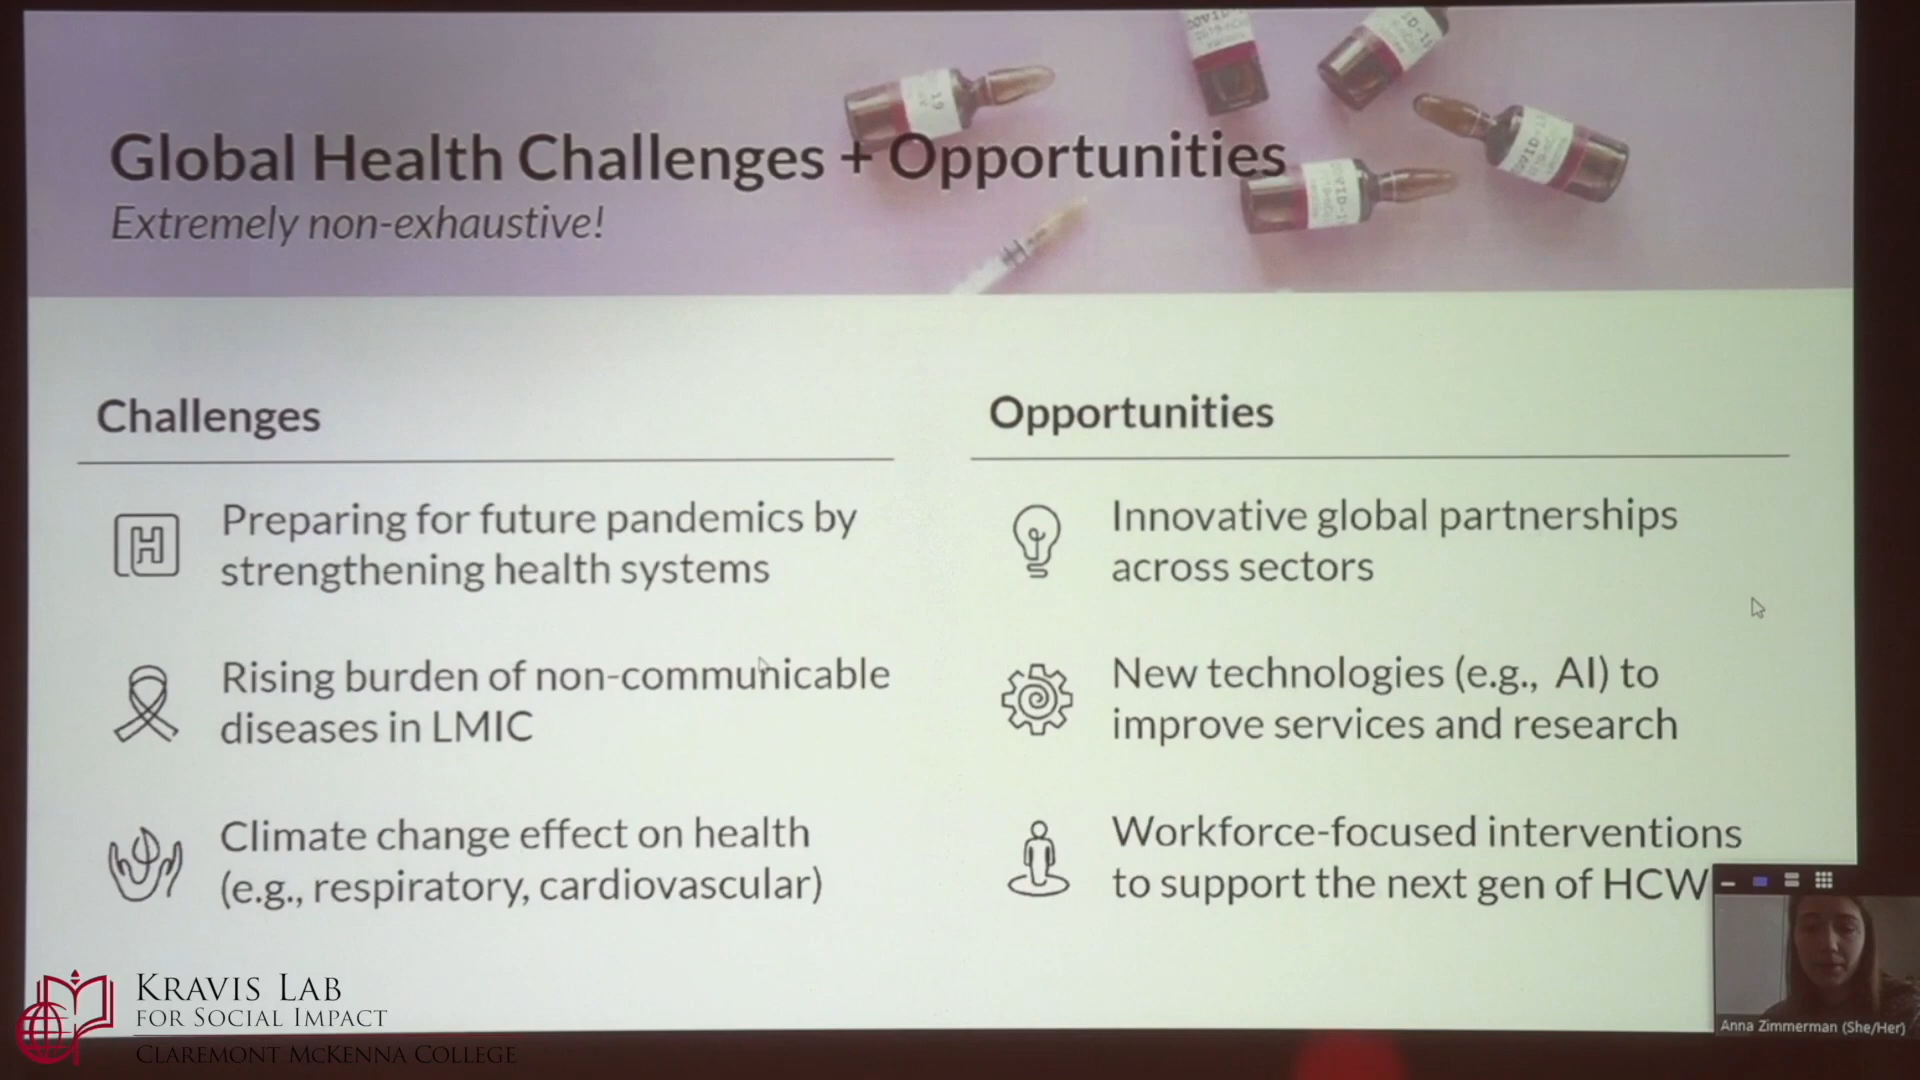 Global Health Challenges + Opportunities
Extremely non-exhaustive!
Challenges
Preparing for future pandemics by
strengthening health systems
Rising burden of non-communicable
diseases in LMIC
Climate change effect on health
(e.g., respiratory, cardiovascular)
Opportunities
Innovative global partnerships
across sectors
New technologies (e.g., AI) to
improve services and research
Workforce-focused interventions
to support the next gen of HCW
Anna Zimmerman (She/Her)
KRAVIS LAB
FOR SOCIAL IMPACT
CLAREMONT MCKENNA COLLEGE